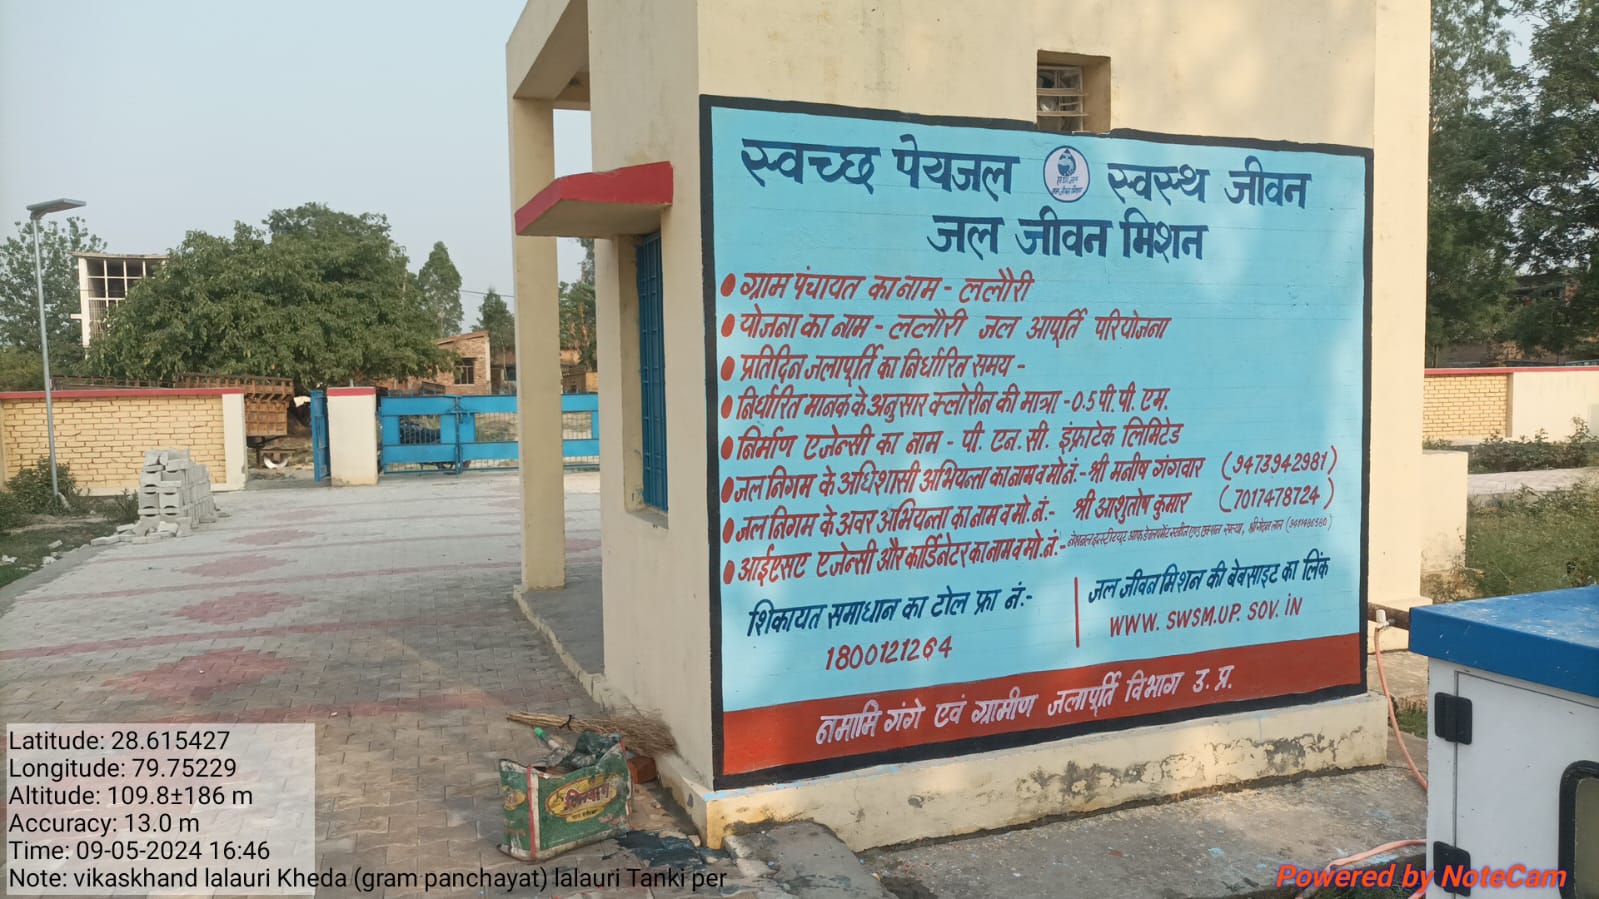 स्वच्छ पेयजल स्वस्थ जीवन
जल जीवन मिशन
ग्राम पंचायत का नाम - ललौरी
योजना का नाम - ललौरी जल आपूर्ति परियोजना
प्रतिदिन जलापूर्ति का निर्धारित समय -
निर्धारित मानक के अनुसार क्लोरीन की मात्रा - 0.5 पी. पी. एम.
निर्माण एजेन्सी का नाम - पी. एन. सी. इंफ्राटेक लिमिटेड
जल निगम के अधिशासी अभियन्ता का नाम व मो. नं. :- श्री मनीष गंगवार (9473942981)
जल निगम के अवर अभियन्ता का नाम व मो. नं. :- श्री आशुतोष कुमार (7017478724)
आईएसए एजेन्सी और कार्डिनेटर का नाम व मो. नं. :-
शिकायत समाधान का टोल फ्रा नं. :-
1800121264
जल जीवन मिशन की बेबसाइट का लिंक
WWW. SWSM.UP. SOV. iN
नमामि गंगे एवं ग्रामीण जलापूर्ति विभाग उ. प्र.
Latitude: 28.615427
Longitude: 79.75229
Altitude: 109.8±186 m
Accuracy: 13.0 m
Time: 09-05-2024 16:46
Note: vikaskhand lalauri Kheda (gram panchayat) lalauri Tanki per
Powered by NoteCam